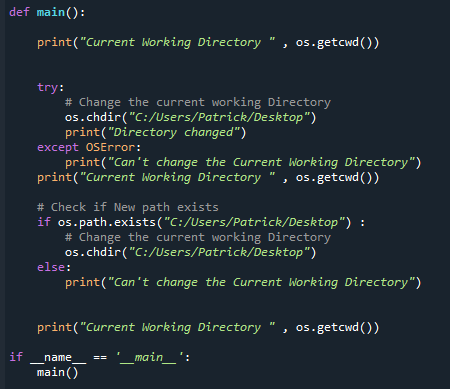 def main():
print("Current Working Directory " , os.getcwd())
try:
# Change the current working Directory
os.chdir("C:/Users/Patrick/Desktop")
print("Directory changed")
except OSError:
print("Can't change the Current Working Directory")
print("Current Working Directory " , os.getcwd())
# Check if New path exists
if os.path.exists("C:/Users/Patrick/Desktop") :
# Change the current working Directory
os.chdir("C:/Users/Patrick/Desktop")
else:
print("Can't change the Current Working Directory")
print("Current Working Directory " , os.getcwd())
if __name__ == '__main__':
main()